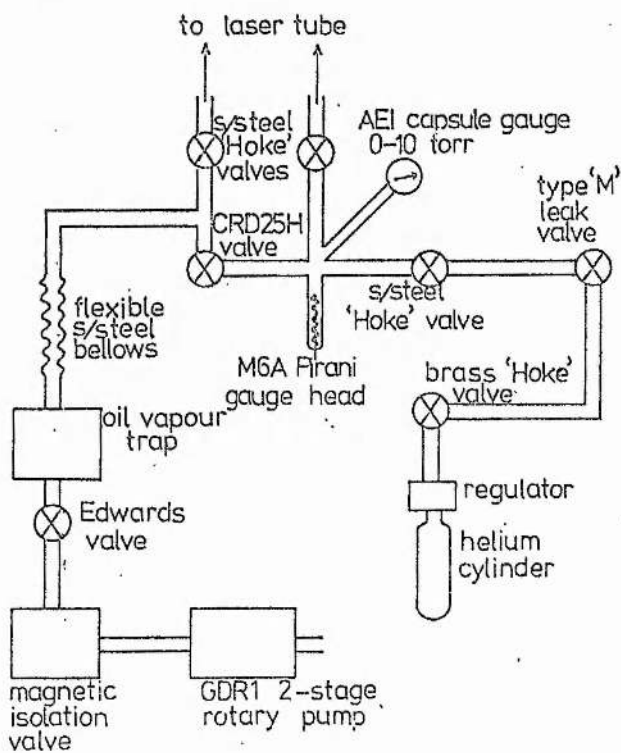 to laser tube
s/steel
'Hoke'
valves
AEI capsule gauge
0-10 torr
type 'M'
leak
valve
CRD25H
valve
flexible
s/steel
bellows
s/steel
'Hoke' valve
M6A Pirani
gauge head
brass 'Hoke'
valve
oil vapour
trap
regulator
Edwards
valve
helium
cylinder
magnetic
isolation
valve
GDR1 2-stage
rotary pump